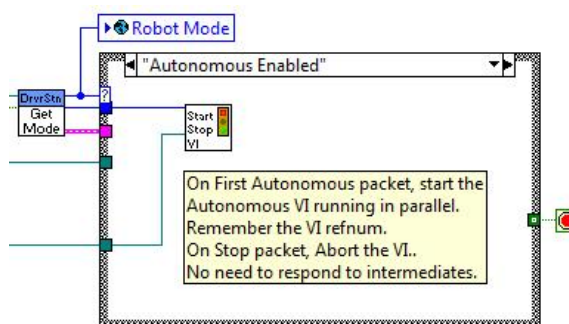 Robot Mode
"Autonomous Enabled"
DrvrStn
Get
Mode
?
Start
Stop
VI
On First Autonomous packet, start the
Autonomous VI running in parallel.
Remember the VI refnum.
On Stop packet, Abort the VI..
No need to respond to intermediates.